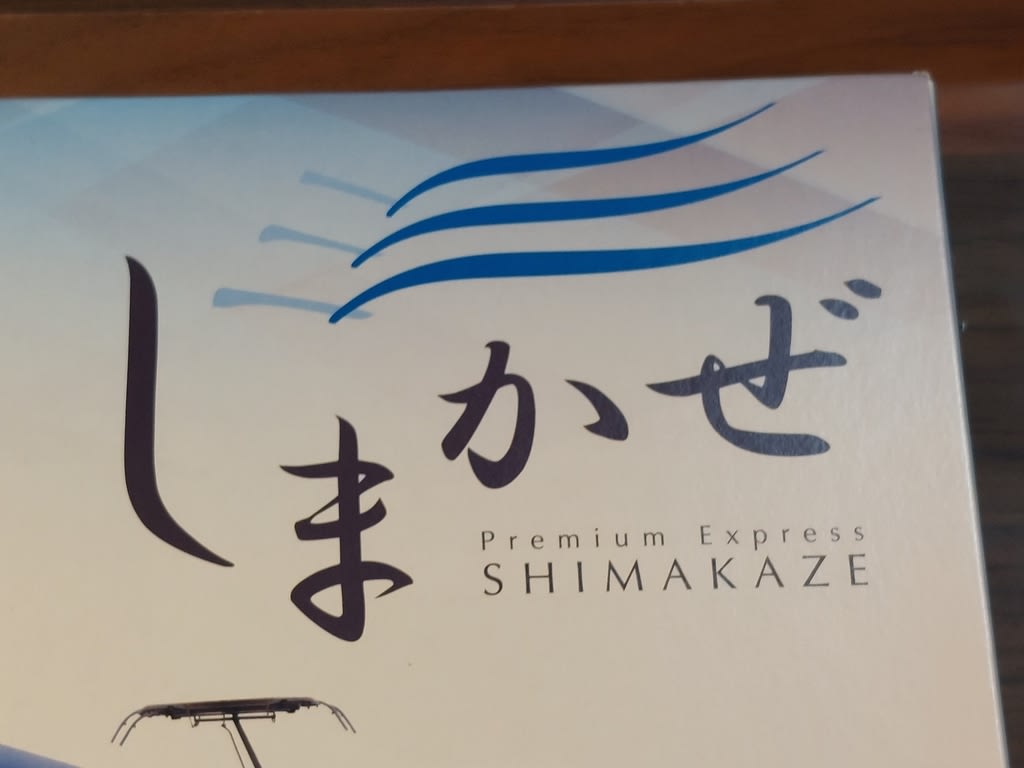 しまかぜ
Premium Express
SHIMAKAZE